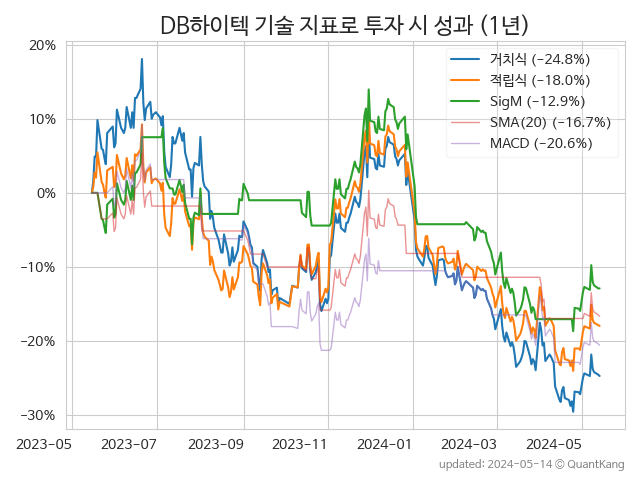 DB하이텍 기술 지표로 투자 시 성과 (1년)
20%
10%
0%
−10%
−20%
−30%
거치식 (−24.8%)
적립식 (−18.0%)
SigM (−12.9%)
SMA(20) (−16.7%)
MACD (−20.6%)
2023-05 2023-07 2023-09 2023-11 2024-01 2024-03 2024-05
updated: 2024-05-14 © QuantKang